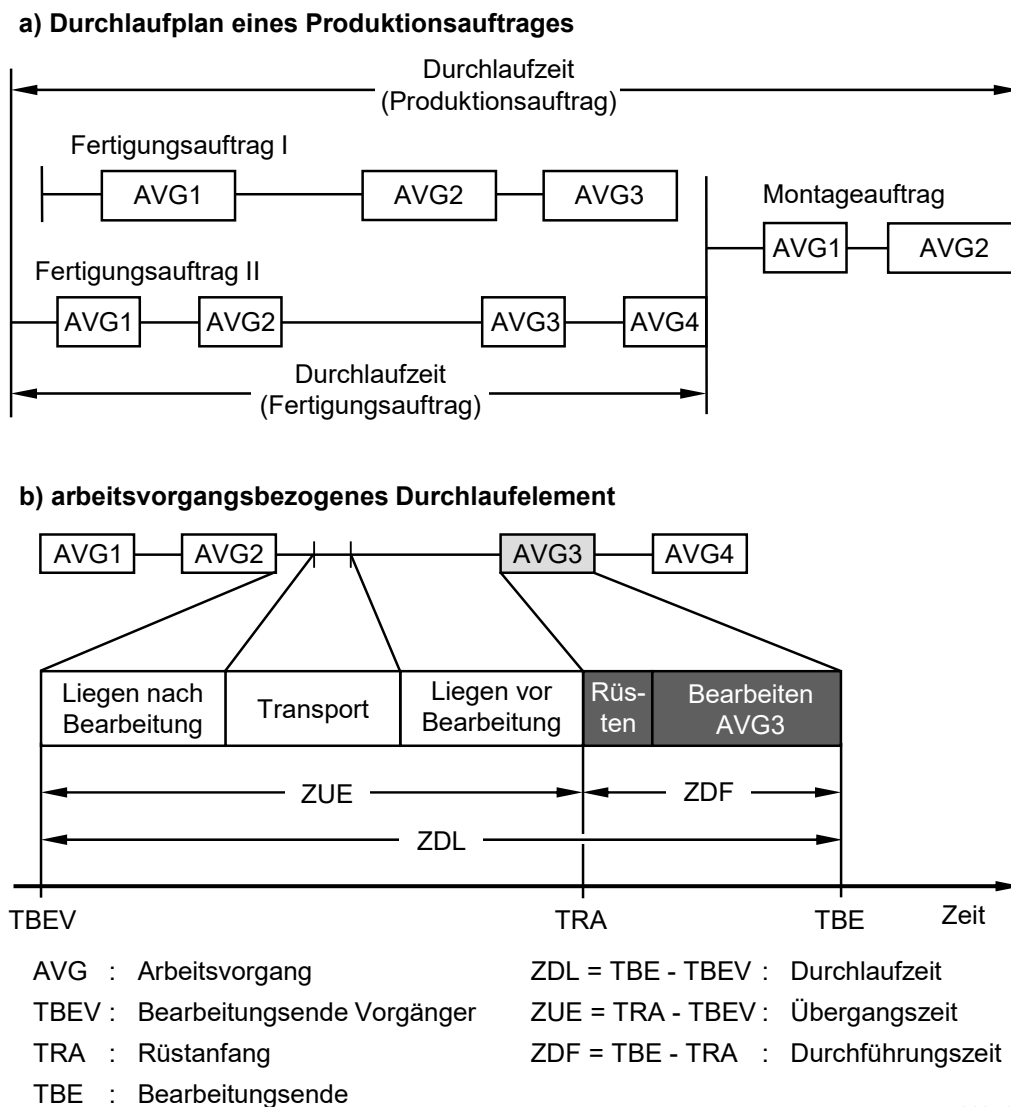 a) Durchlaufplan eines Produktionsauftrages
Durchlaufzeit
(Produktionsauftrag)
Fertigungsauftrag I
AVG1
AVG2
AVG3
Montageauftrag
AVG1
AVG2
Fertigungsauftrag II
AVG1
AVG2
AVG3
AVG4
Durchlaufzeit
(Fertigungsauftrag)
b) arbeitsvorgangsbezogenes Durchlaufelement
AVG1
AVG2
AVG3
AVG4
Liegen nach
Bearbeitung
Transport
Liegen vor
Bearbeitung
Rüs-
ten
Bearbeiten
AVG3
ZUE
ZDF
ZDL
TBEV
TRA
TBE
Zeit
AVG : Arbeitsvorgang
TBEV : Bearbeitungsende Vorgänger
TRA : Rüstanfang
TBE : Bearbeitungsende
ZDL = TBE - TBEV : Durchlaufzeit
ZUE = TRA - TBEV : Übergangszeit
ZDF = TBE - TRA : Durchführungszeit